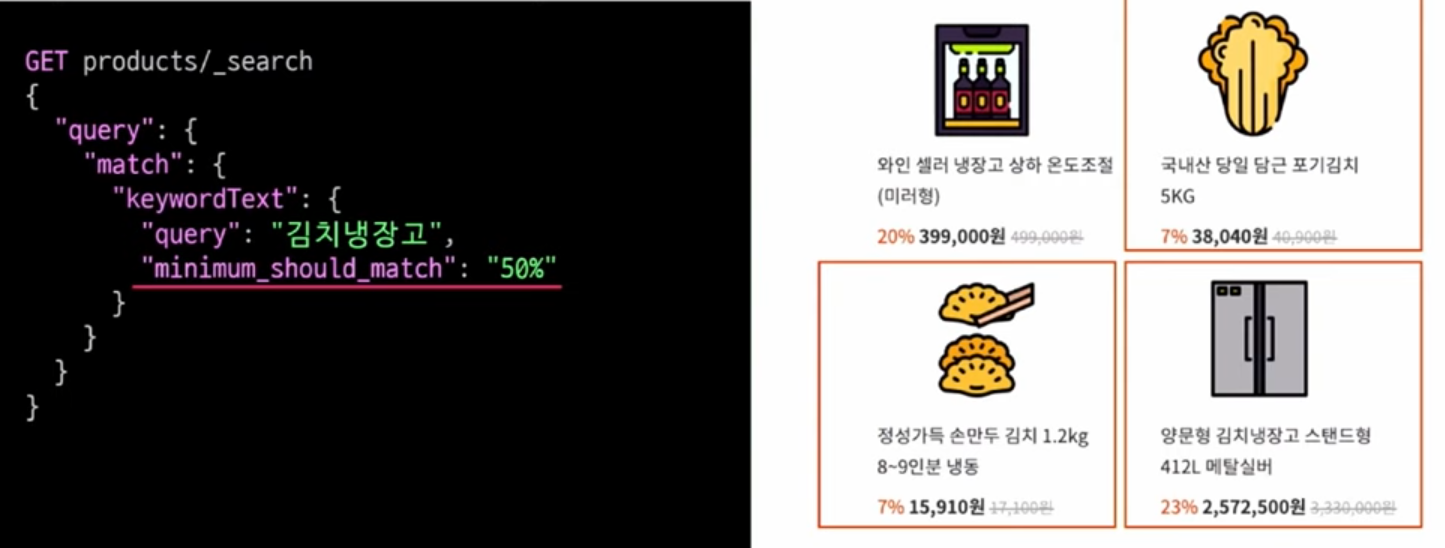 GET products/_search
{
"query": {
"match": {
"keywordText": {
"query": "김치냉장고",
"minimum_should_match": "50%"
}
}
}
}
와인 셀러 냉장고 상하 온도조절
(미러형)
20% 399,000원 499,000원
국내산 당일 담근 포기김치
5KG
7% 38,040원 40,900원
정성가득 손만두 김치 1.2kg
8~9인분 냉동
7% 15,910원 17,100원
양문형 김치냉장고 스탠드형
412L 메탈실버
23% 2,572,500원 3,330,000원